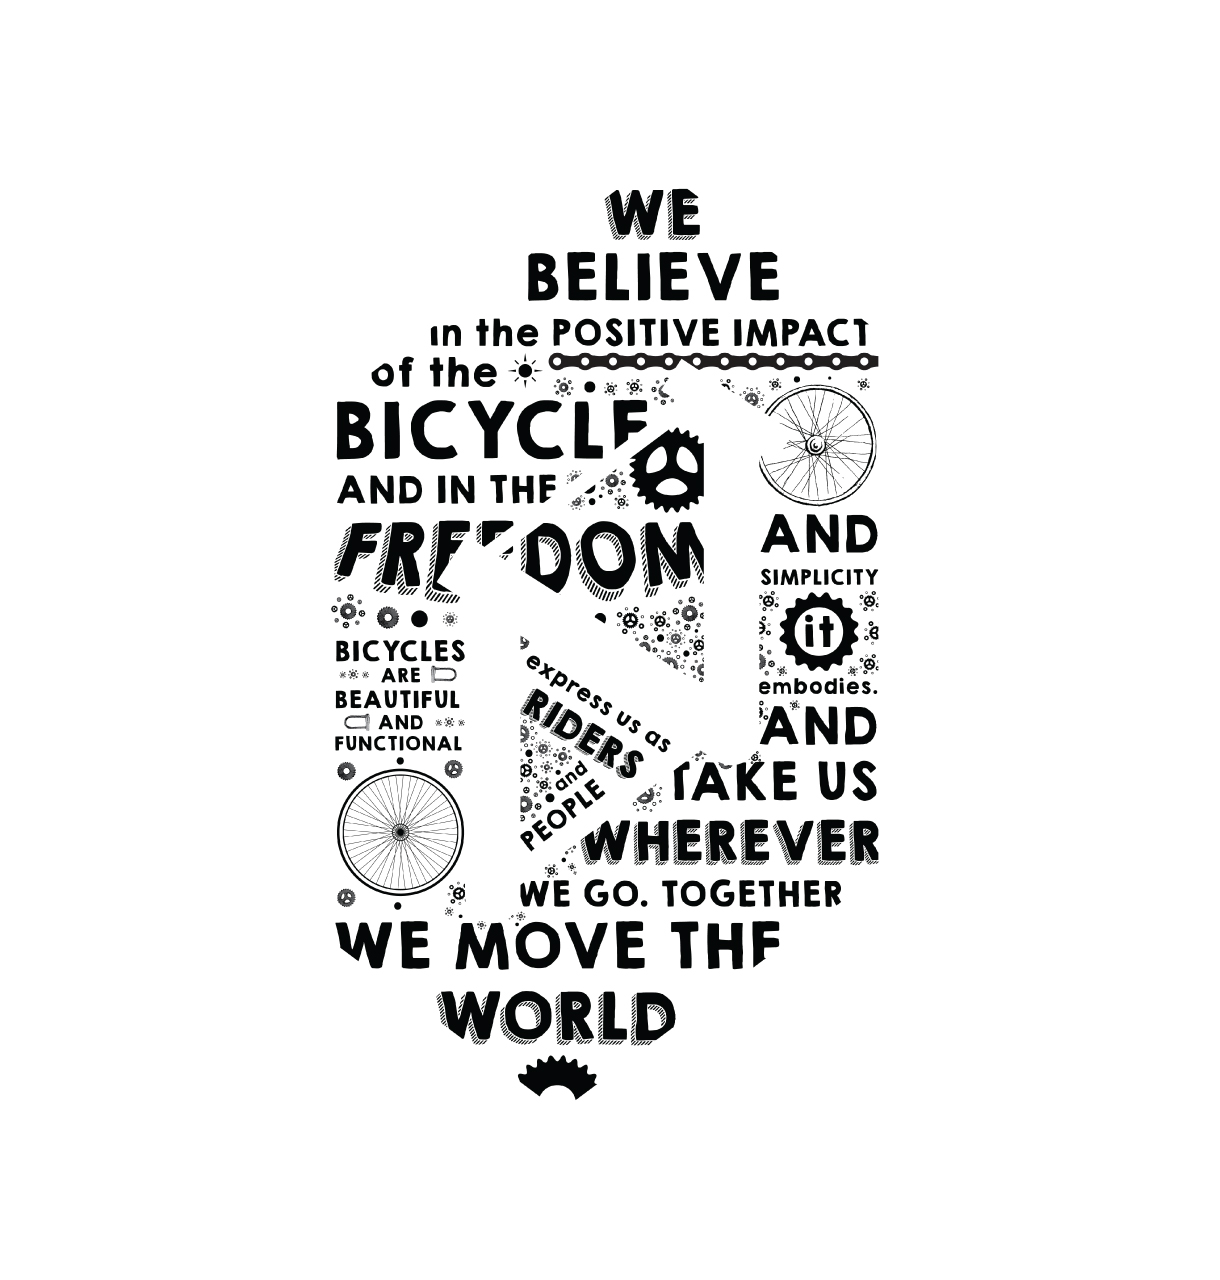 WE
BELIEVE
in the POSITIVE IMPACT
of the
BICYCLE
AND IN THE
FREEDOM
AND
SIMPLICITY
it
embodies.
BICYCLES
ARE
BEAUTIFUL
AND
FUNCTIONAL
express us as
RIDERS
and
PEOPLE
AND
TAKE US
WHEREVER
WE GO. TOGETHER
WE MOVE THE
WORLD